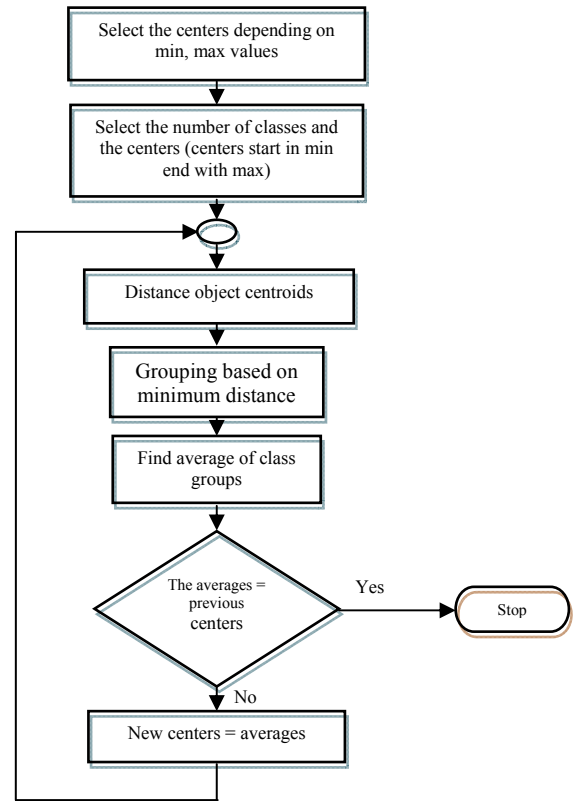 Select the centers depending on
min, max values
Select the number of classes and
the centers (centers start in min
end with max)
Distance object centroids
Grouping based on
minimum distance
Find average of class
groups
The averages =
previous
centers
Yes
Stop
No
New centers = averages